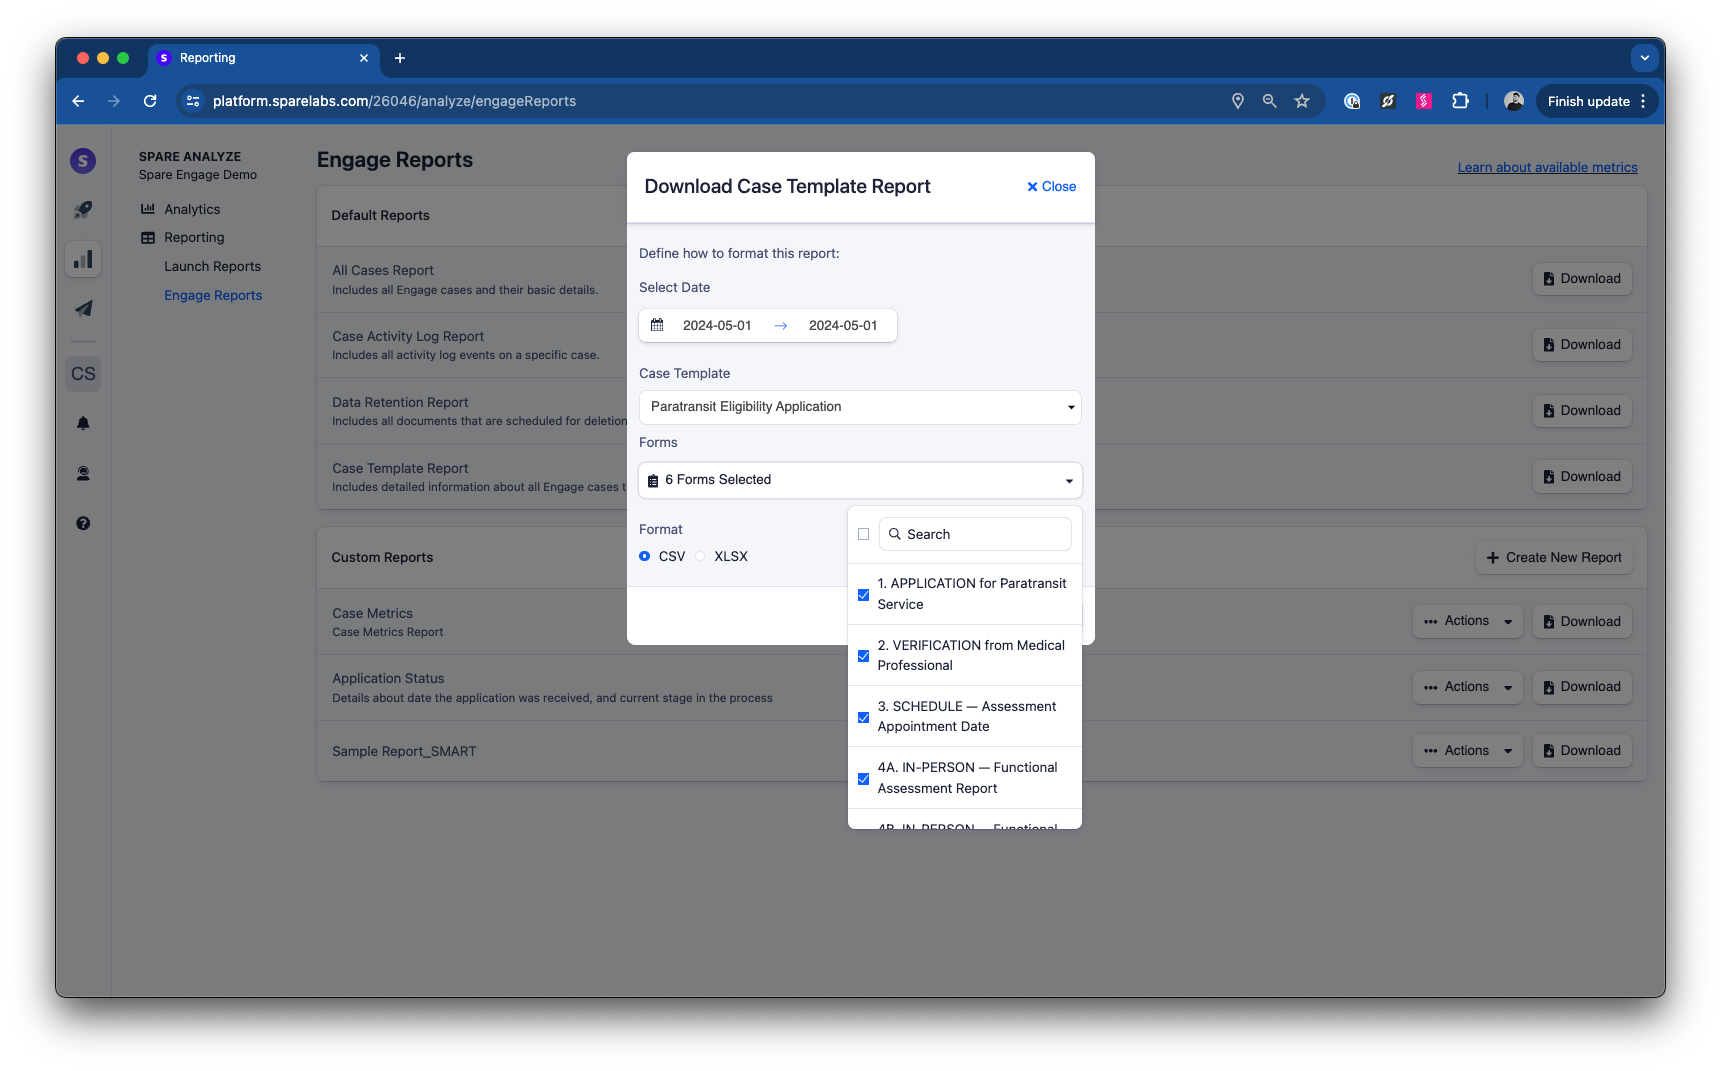 Reporting
platform.sparelabs.com/26046/analyze/engageReports
Finish update
S
SPARE ANALYZE
Spare Engage Demo
Analytics
Reporting
Launch Reports
Engage Reports
CS
Engage Reports
Learn about available metrics
Default Reports
All Cases Report
Includes all Engage cases and their basic details.
Download
Case Activity Log Report
Includes all activity log events on a specific case.
Download
Data Retention Report
Includes all documents that are scheduled for deletion
Download
Case Template Report
Includes detailed information about all Engage cases t
Download
Custom Reports
Create New Report
Case Metrics
Case Metrics Report
Actions
Download
Application Status
Details about date the application was received, and current stage in the process
Actions
Download
Sample Report_SMART
Actions
Download
Download Case Template Report
Close
Define how to format this report:
Select Date
2024-05-01 → 2024-05-01
Case Template
Paratransit Eligibility Application
Forms
6 Forms Selected
Format
CSV
XLSX
Search
1. APPLICATION for Paratransit
Service
2. VERIFICATION from Medical
Professional
3. SCHEDULE — Assessment
Appointment Date
4A. IN-PERSON — Functional
Assessment Report
4B. IN-PERSON — Functional